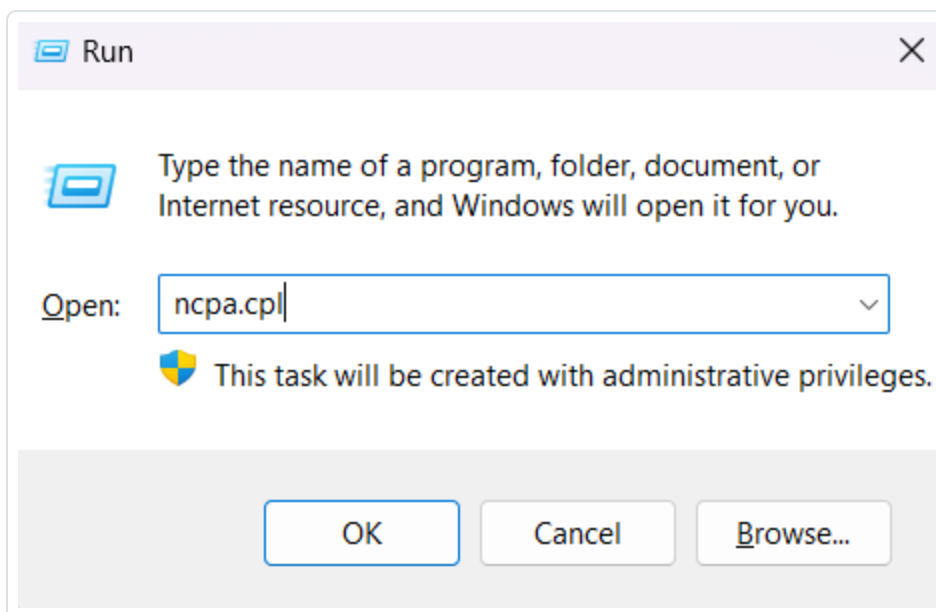 Run
Type the name of a program, folder, document, or
Internet resource, and Windows will open it for you.
Open: ncpa.cpl
This task will be created with administrative privileges.
OK Cancel Browse...